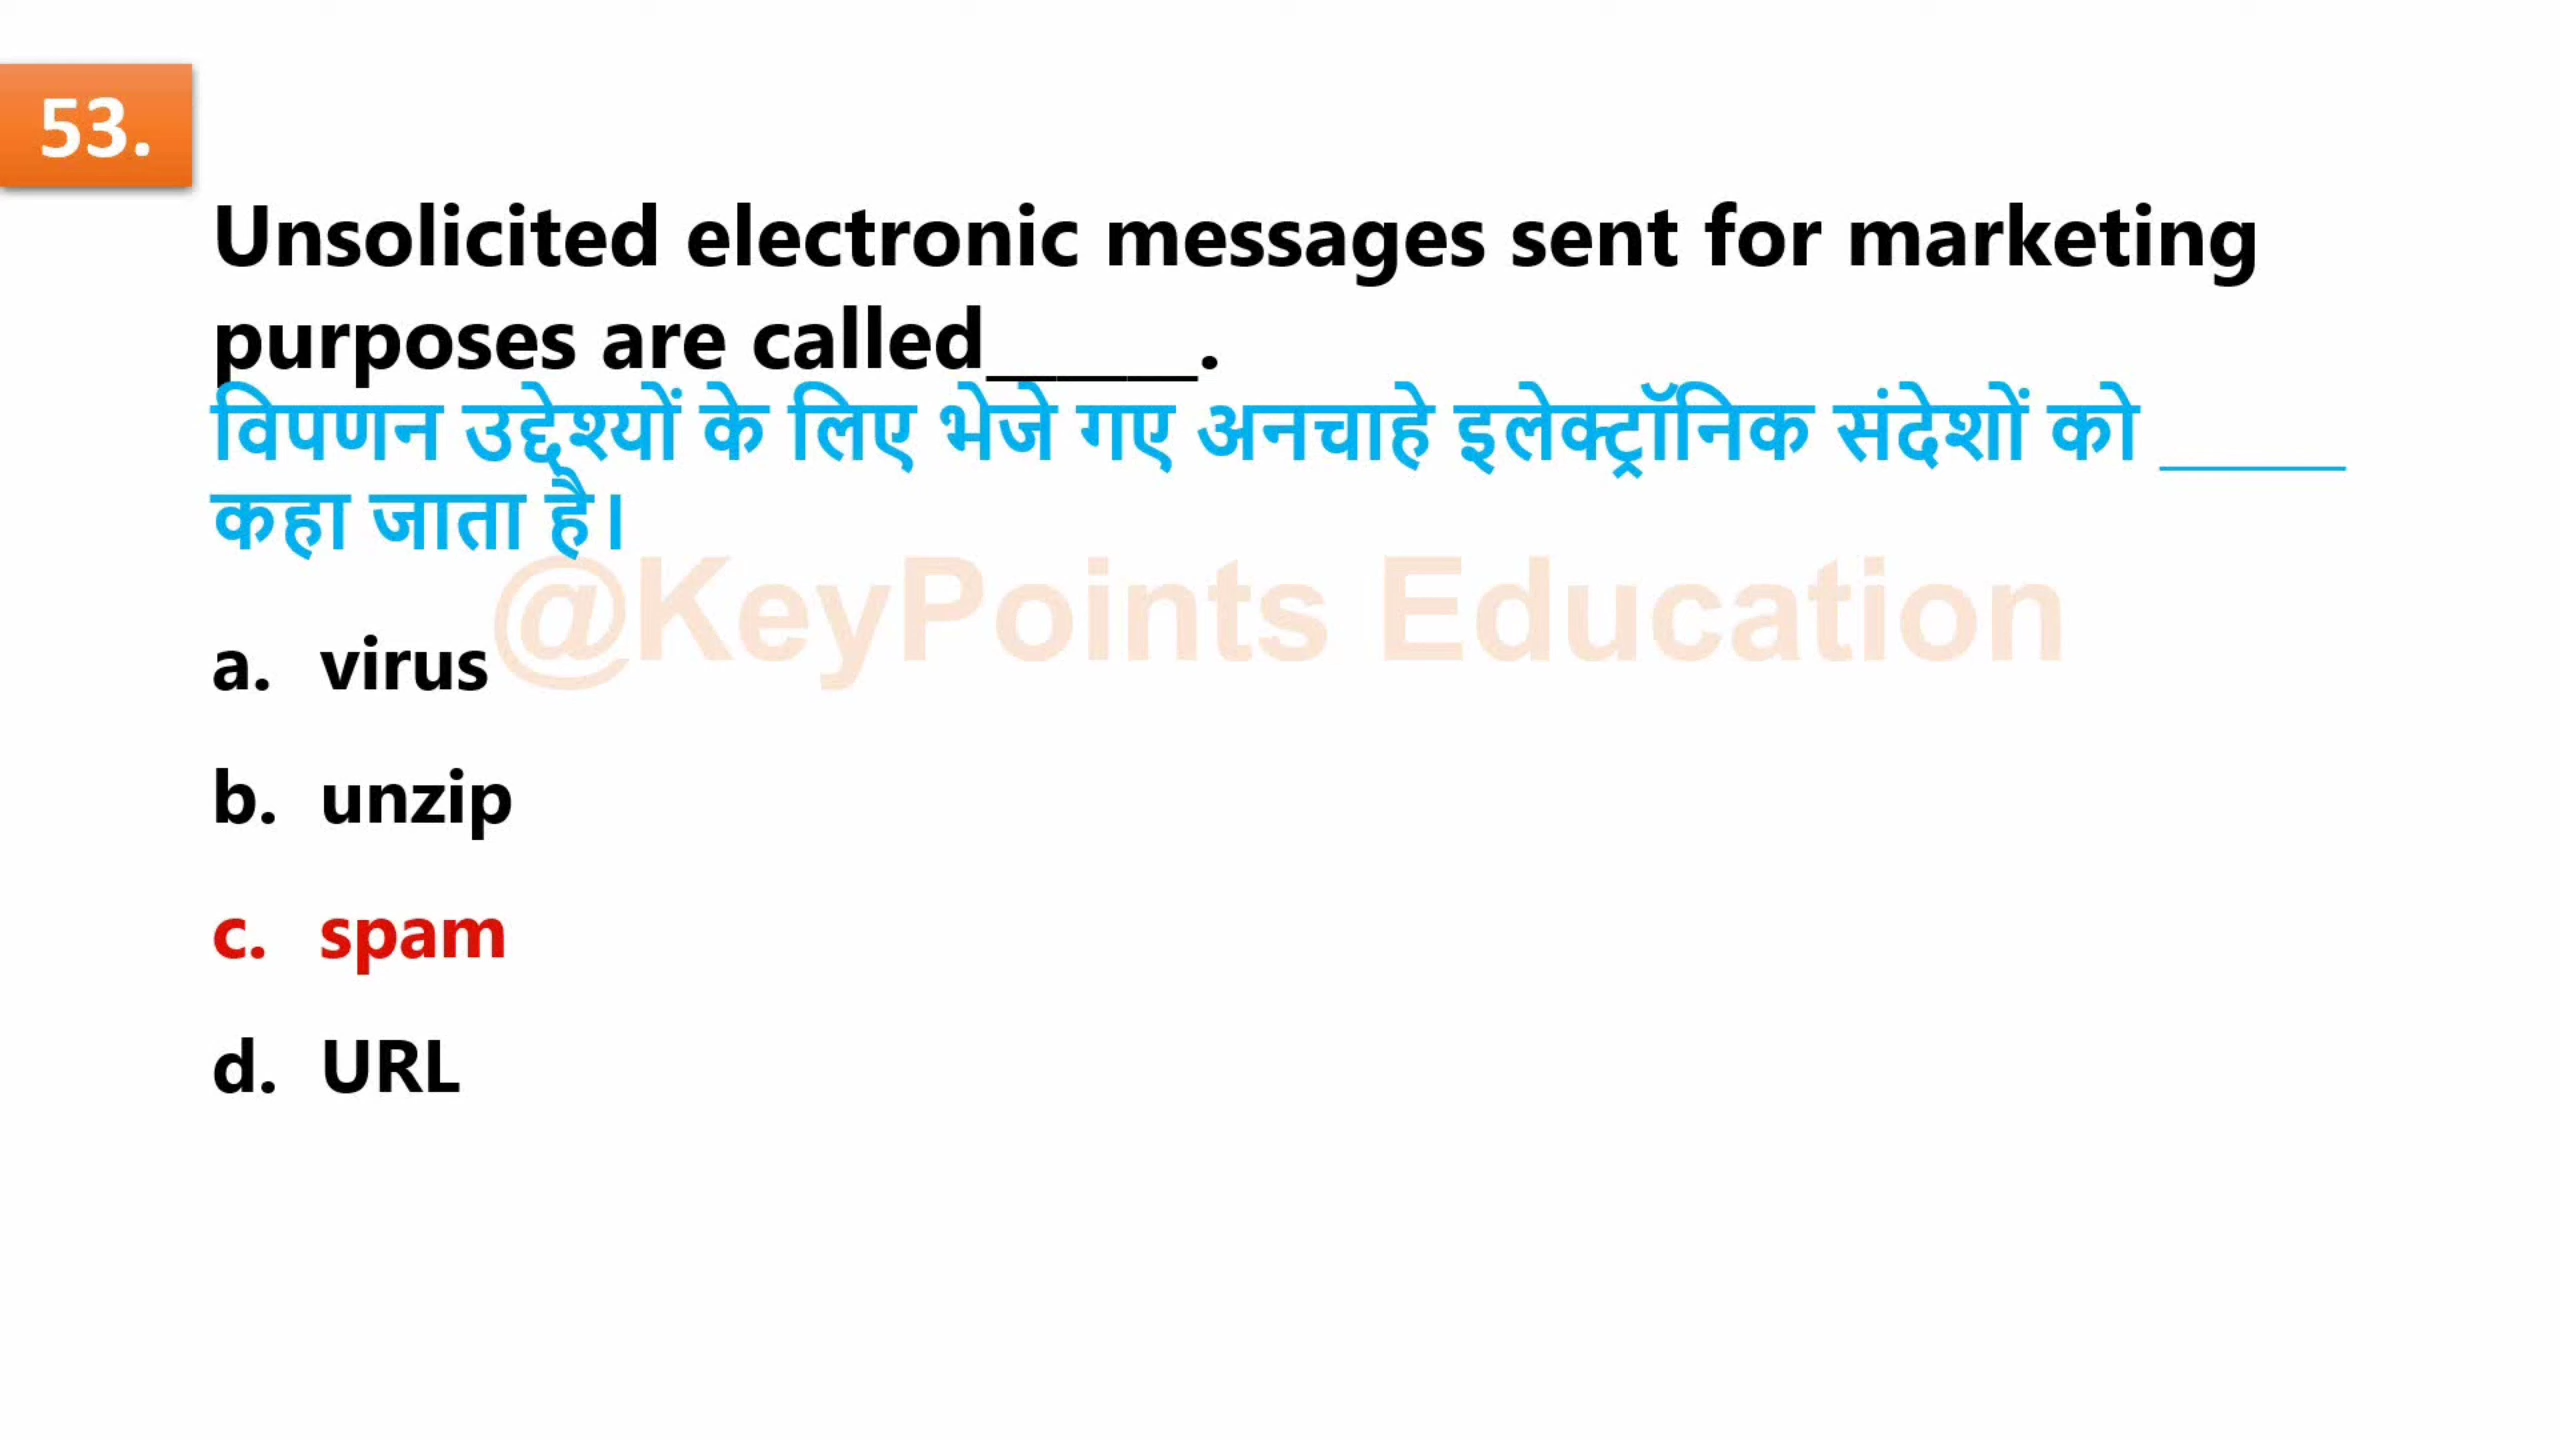 53.
Unsolicited electronic messages sent for marketing
purposes are called______.
विपणन उद्देश्यों के लिए भेजे गए अनचाहे इलेक्ट्रॉनिक संदेशों को ______
कहा जाता है।
@KeyPoints Education
a. virus
b. unzip
c. spam
d. URL